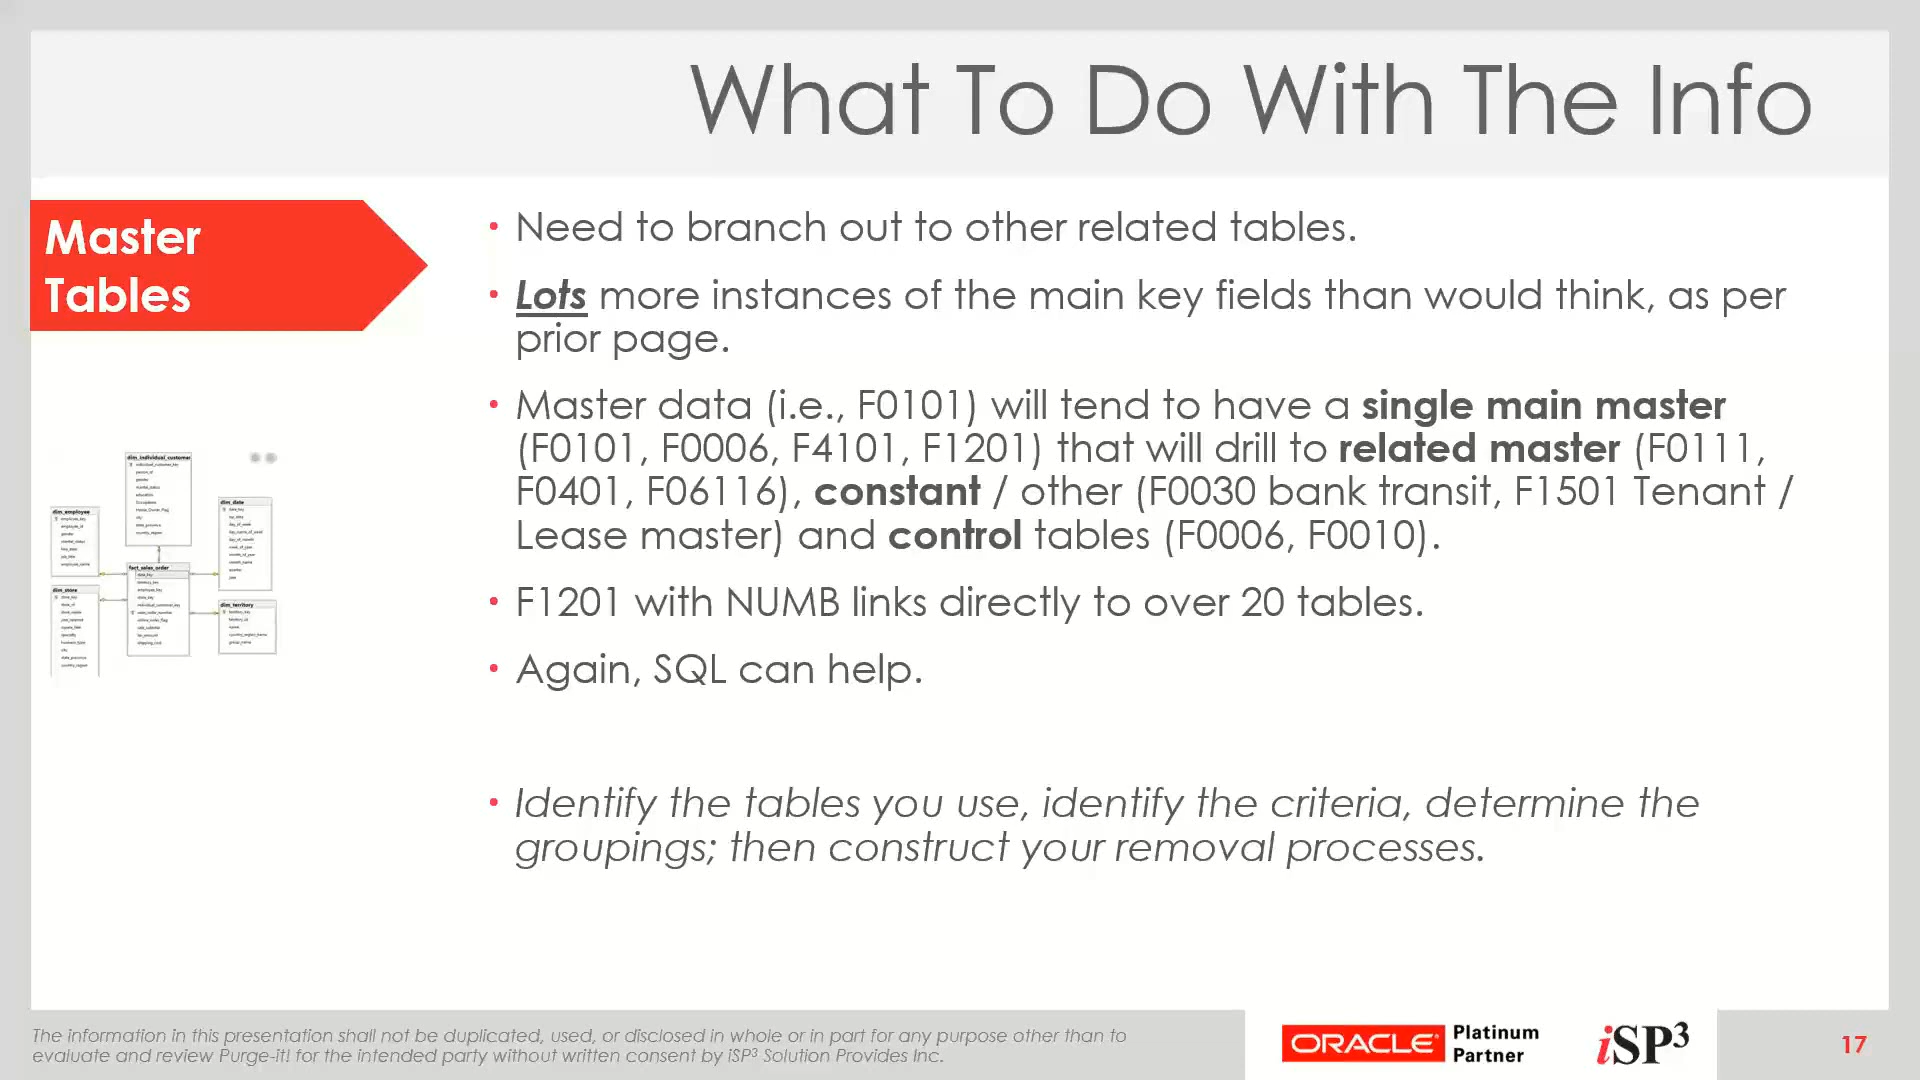 What To Do With The Info
Master
Tables
• Need to branch out to other related tables.
• Lots more instances of the main key fields than would think, as per
prior page.
• Master data (i.e., F0101) will tend to have a single main master
(F0101, F0006, F4101, F1201) that will drill to related master (F0111,
F0401, F06116), constant / other (F0030 bank transit, F1501 Tenant /
Lease master) and control tables (F0006, F0010).
• F1201 with NUMB links directly to over 20 tables.
• Again, SQL can help.
• Identify the tables you use, identify the criteria, determine the
groupings; then construct your removal processes.
dim_individual_customer
dim_date
dim_employee
fact_sales_order
dim_store
dim_territory
The information in this presentation shall not be duplicated, used, or disclosed in whole or in part for any purpose other than to
evaluate and review Purge-it! for the intended party without written consent by iSP³ Solution Provides Inc.
ORACLE Platinum
Partner
iSP³
17